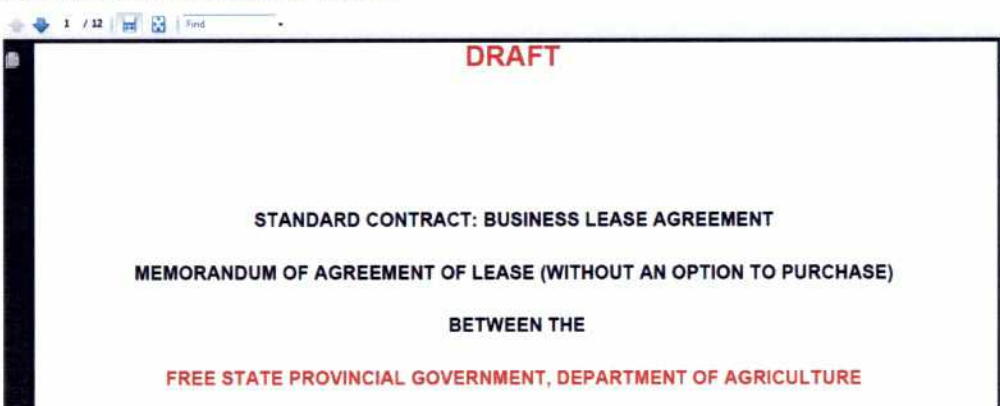 1 / 12 Find
DRAFT
STANDARD CONTRACT: BUSINESS LEASE AGREEMENT
MEMORANDUM OF AGREEMENT OF LEASE (WITHOUT AN OPTION TO PURCHASE)
BETWEEN THE
FREE STATE PROVINCIAL GOVERNMENT, DEPARTMENT OF AGRICULTURE